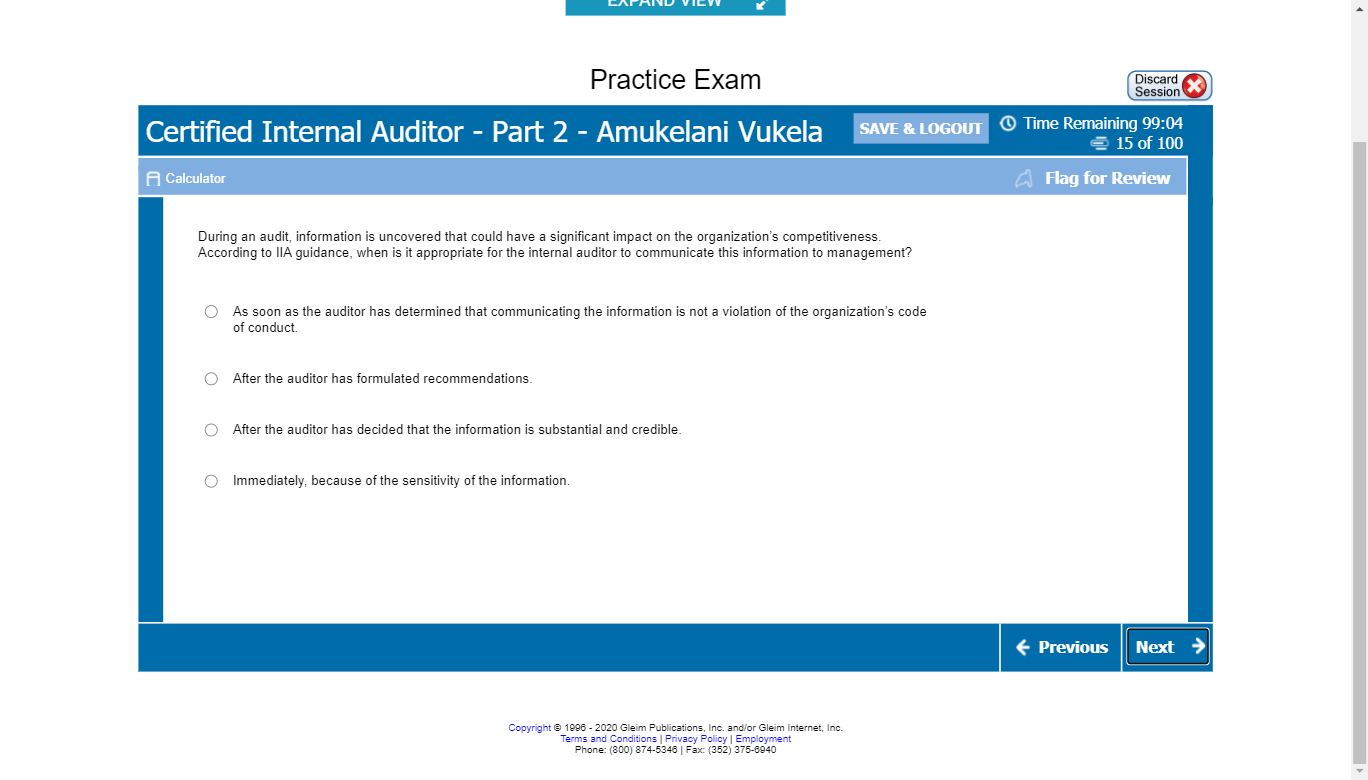 EXPAND VIEW
Practice Exam
Discard
Session
Certified Internal Auditor - Part 2 - Amukelani Vukela
SAVE & LOGOUT
Time Remaining 99:04
15 of 100
Calculator
Flag for Review
During an audit, information is uncovered that could have a significant impact on the organization's competitiveness.
According to IIA guidance, when is it appropriate for the internal auditor to communicate this information to management?
As soon as the auditor has determined that communicating the information is not a violation of the organization's code
of conduct.
After the auditor has formulated recommendations.
After the auditor has decided that the information is substantial and credible.
Immediately, because of the sensitivity of the information.
Previous
Next
Copyright © 1996 - 2020 Gleim Publications, Inc. and/or Gleim Internet, Inc.
Terms and Conditions | Privacy Policy | Employment
Phone: (800) 874-5346 | Fax: (352) 375-6940